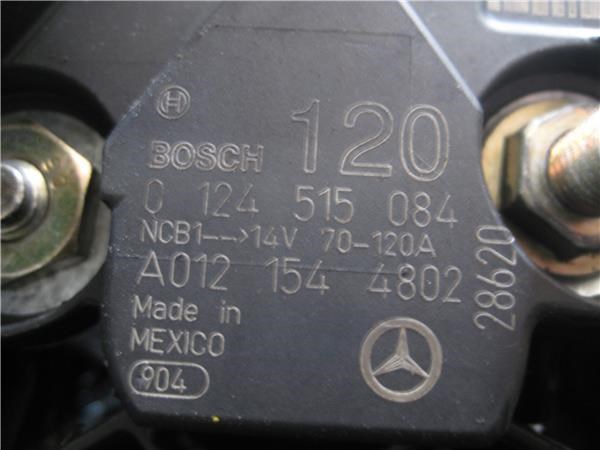 120
BOSCH
0 124 515 084
NCB1-->14V 70-120A
A012 154 4802
Made in
MEXICO
904
28620